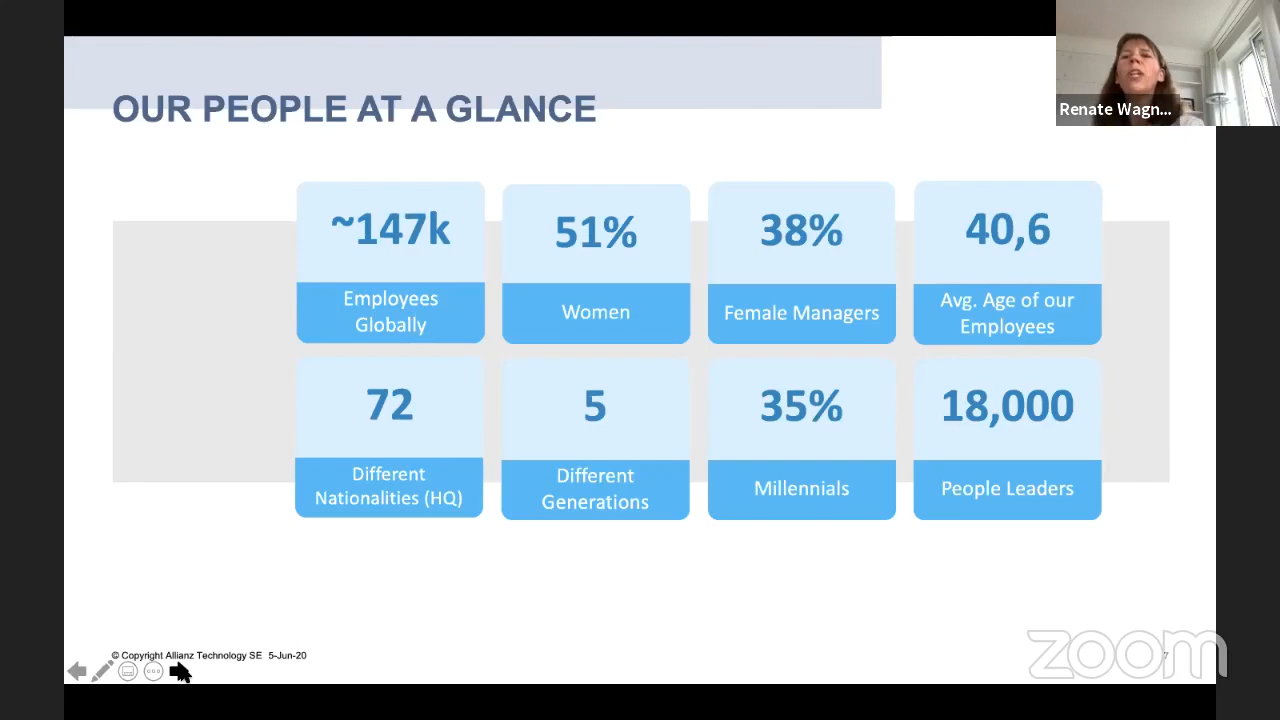 OUR PEOPLE AT A GLANCE
Renate Wagn...
~147k
Employees
Globally
51%
Women
38%
Female Managers
40,6
Avg. Age of our
Employees
72
Different
Nationalities (HQ)
5
Different
Generations
35%
Millennials
18,000
People Leaders
© Copyright Allianz Technology SE 5-Jun-20
zoom
7